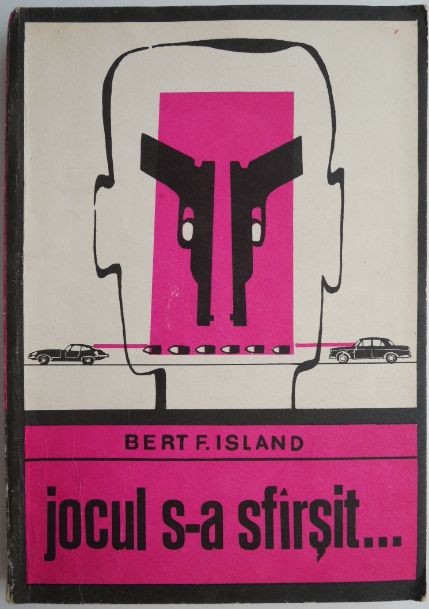 BERT F. ISLAND
jocul s-a sfîrşit...